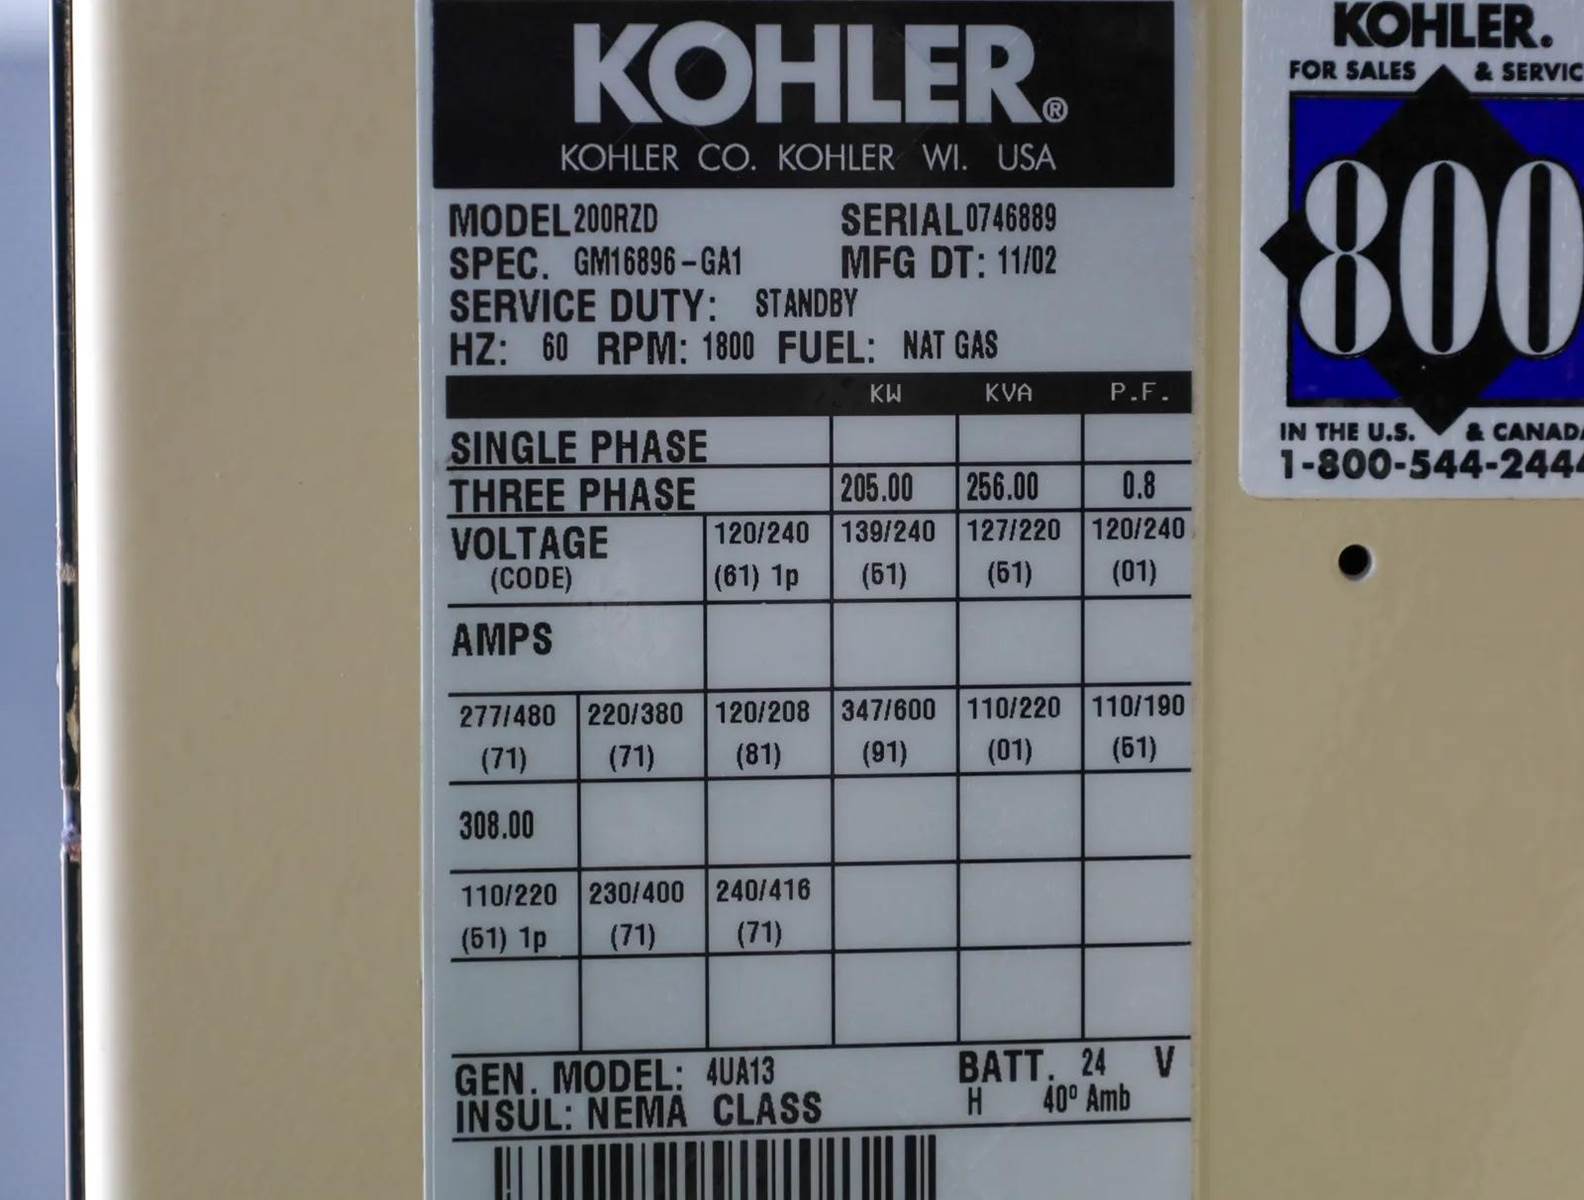 KOHLER®
KOHLER CO. KOHLER WI. USA
MODEL 200RZD SERIAL 0746889
SPEC. GM16896-GA1 MFG DT: 11/02
SERVICE DUTY: STANDBY
HZ: 60 RPM: 1800 FUEL: NAT GAS
KW KVA P.F.
SINGLE PHASE
THREE PHASE 205.00 256.00 0.8
VOLTAGE 120/240 139/240 127/220 120/240
(CODE) (61) 1p (51) (51) (01)
AMPS
277/480 220/380 120/208 347/600 110/220 110/190
(71) (71) (81) (91) (01) (51)
308.00
110/220 230/400 240/416
(51) 1p (71) (71)
GEN. MODEL: 4UA13 BATT. 24 V
INSUL: NEMA CLASS H 40º Amb
KOHLER.
FOR SALES & SERVIC
800
IN THE U.S. & CANADA
1-800-544-2444